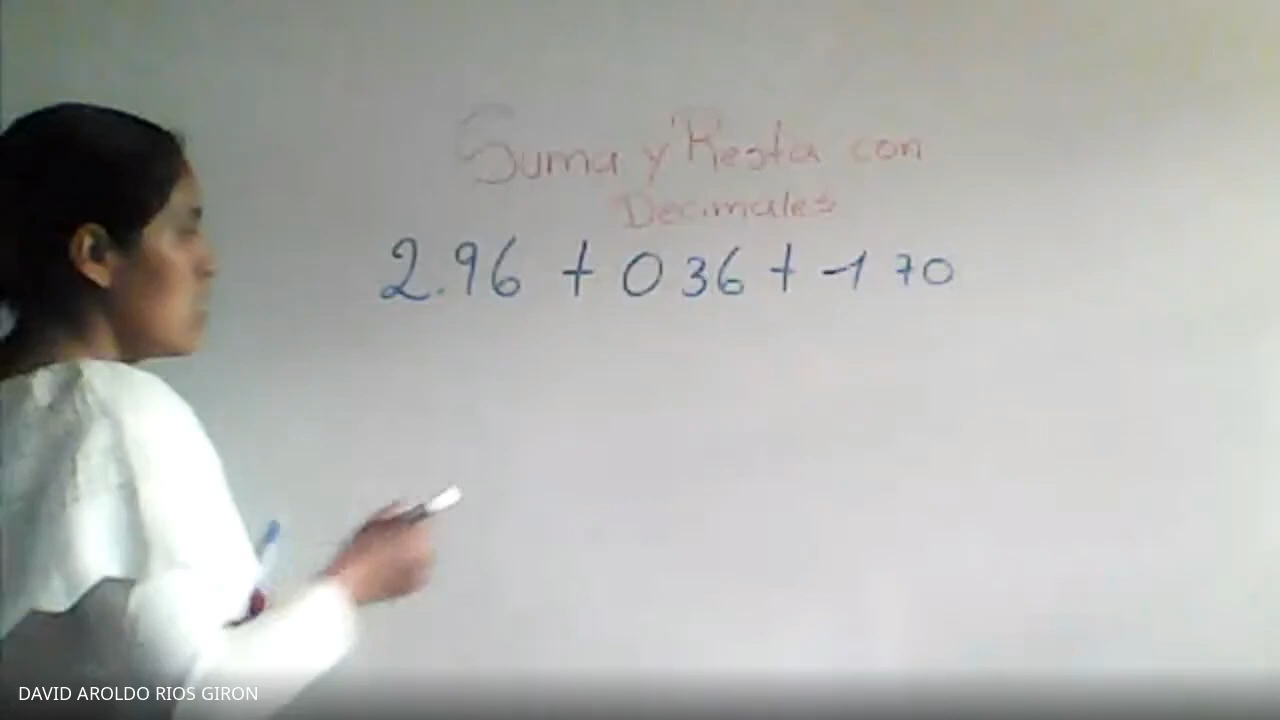 Suma y Resta con
Decimales
2.96 + 0 36 + 1 70
DAVID AROLDO RIOS GIRON